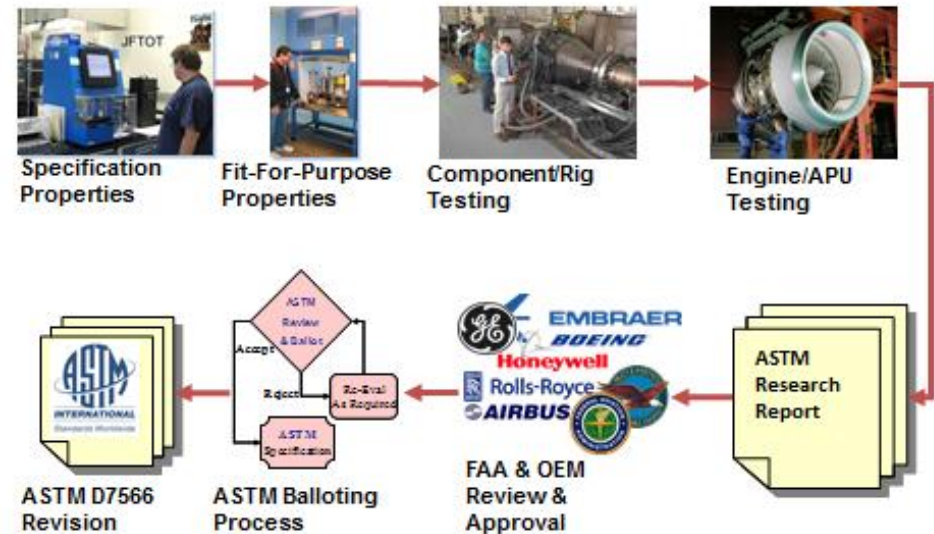 JFTOT
Specification
Properties
Fit-For-Purpose
Properties
Component/Rig
Testing
Engine/APU
Testing
ASTM
Review
& Ballot
Accept
Reject
Re-Eval
As Required
ASTM
Specification
ASTM
INTERNATIONAL
Standards Worldwide
ASTM D7566
Revision
ASTM Balloting
Process
GE
EMBRAER
BOEING
Honeywell
Rolls-Royce
AIRBUS
FAA & OEM
Review &
Approval
ASTM
Research
Report